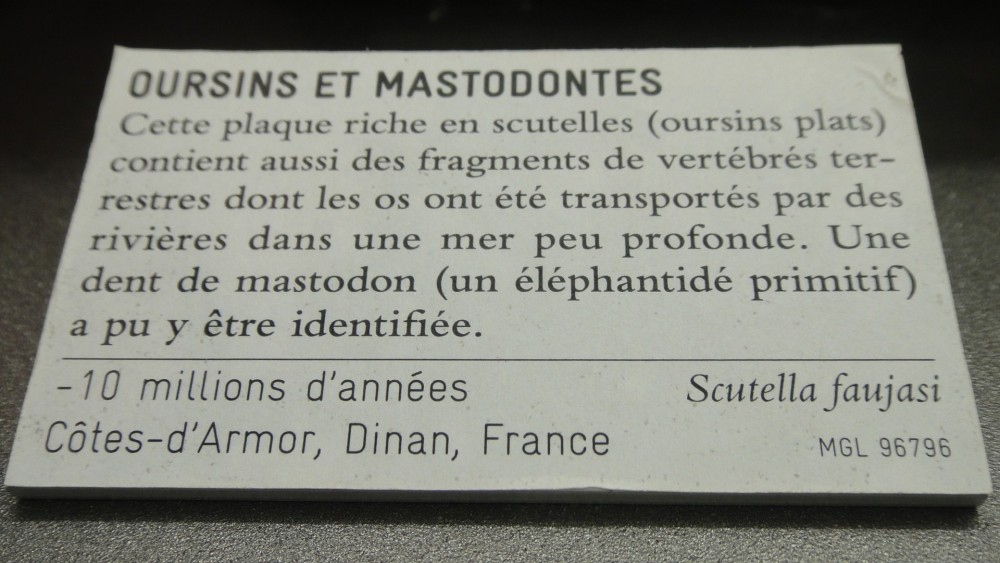 OURSINS ET MASTODONTES
Cette plaque riche en scutelles (oursins plats)
contient aussi des fragments de vertébrés ter-
restres dont les os ont été transportés par des
rivières dans une mer peu profonde. Une
dent de mastodon (un éléphantidé primitif)
a pu y être identifiée.
-10 millions d'années
Scutella faujasi
Côtes-d'Armor, Dinan, France
MGL 96796